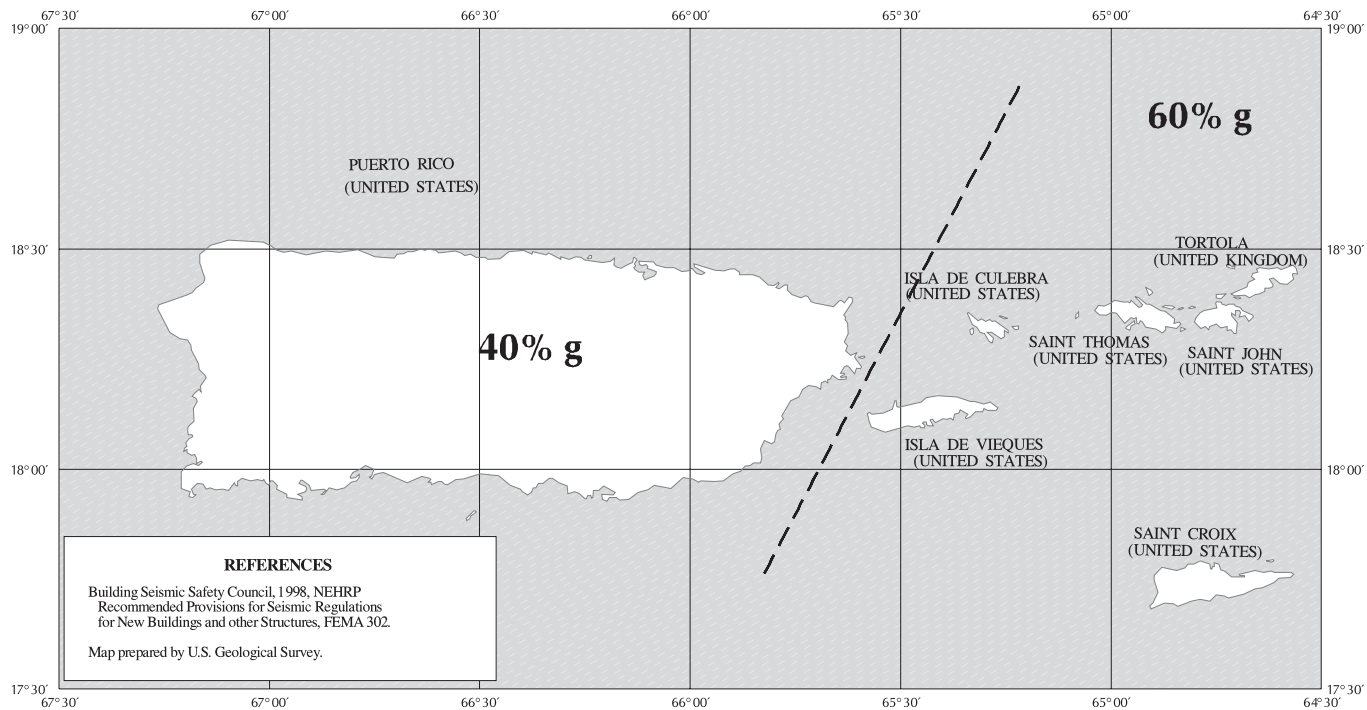 67°30′ 67°00′ 66°30′ 66°00′ 65°30′ 65°00′ 64°30′
19°00′ 19°00′
60% g
PUERTO RICO
(UNITED STATES)
18°30′ 18°30′
TORTOLA
(UNITED KINGDOM)
ISLA DE CULEBRA
(UNITED STATES)
40% g
SAINT THOMAS
(UNITED STATES)
SAINT JOHN
(UNITED STATES)
ISLA DE VIEQUES
(UNITED STATES)
18°00′ 18°00′
SAINT CROIX
(UNITED STATES)
REFERENCES
Building Seismic Safety Council, 1998, NEHRP
Recommended Provisions for Seismic Regulations
for New Buildings and other Structures, FEMA 302.
Map prepared by U.S. Geological Survey.
17°30′ 17°30′
67°30′ 67°00′ 66°30′ 66°00′ 65°30′ 65°00′ 64°30′